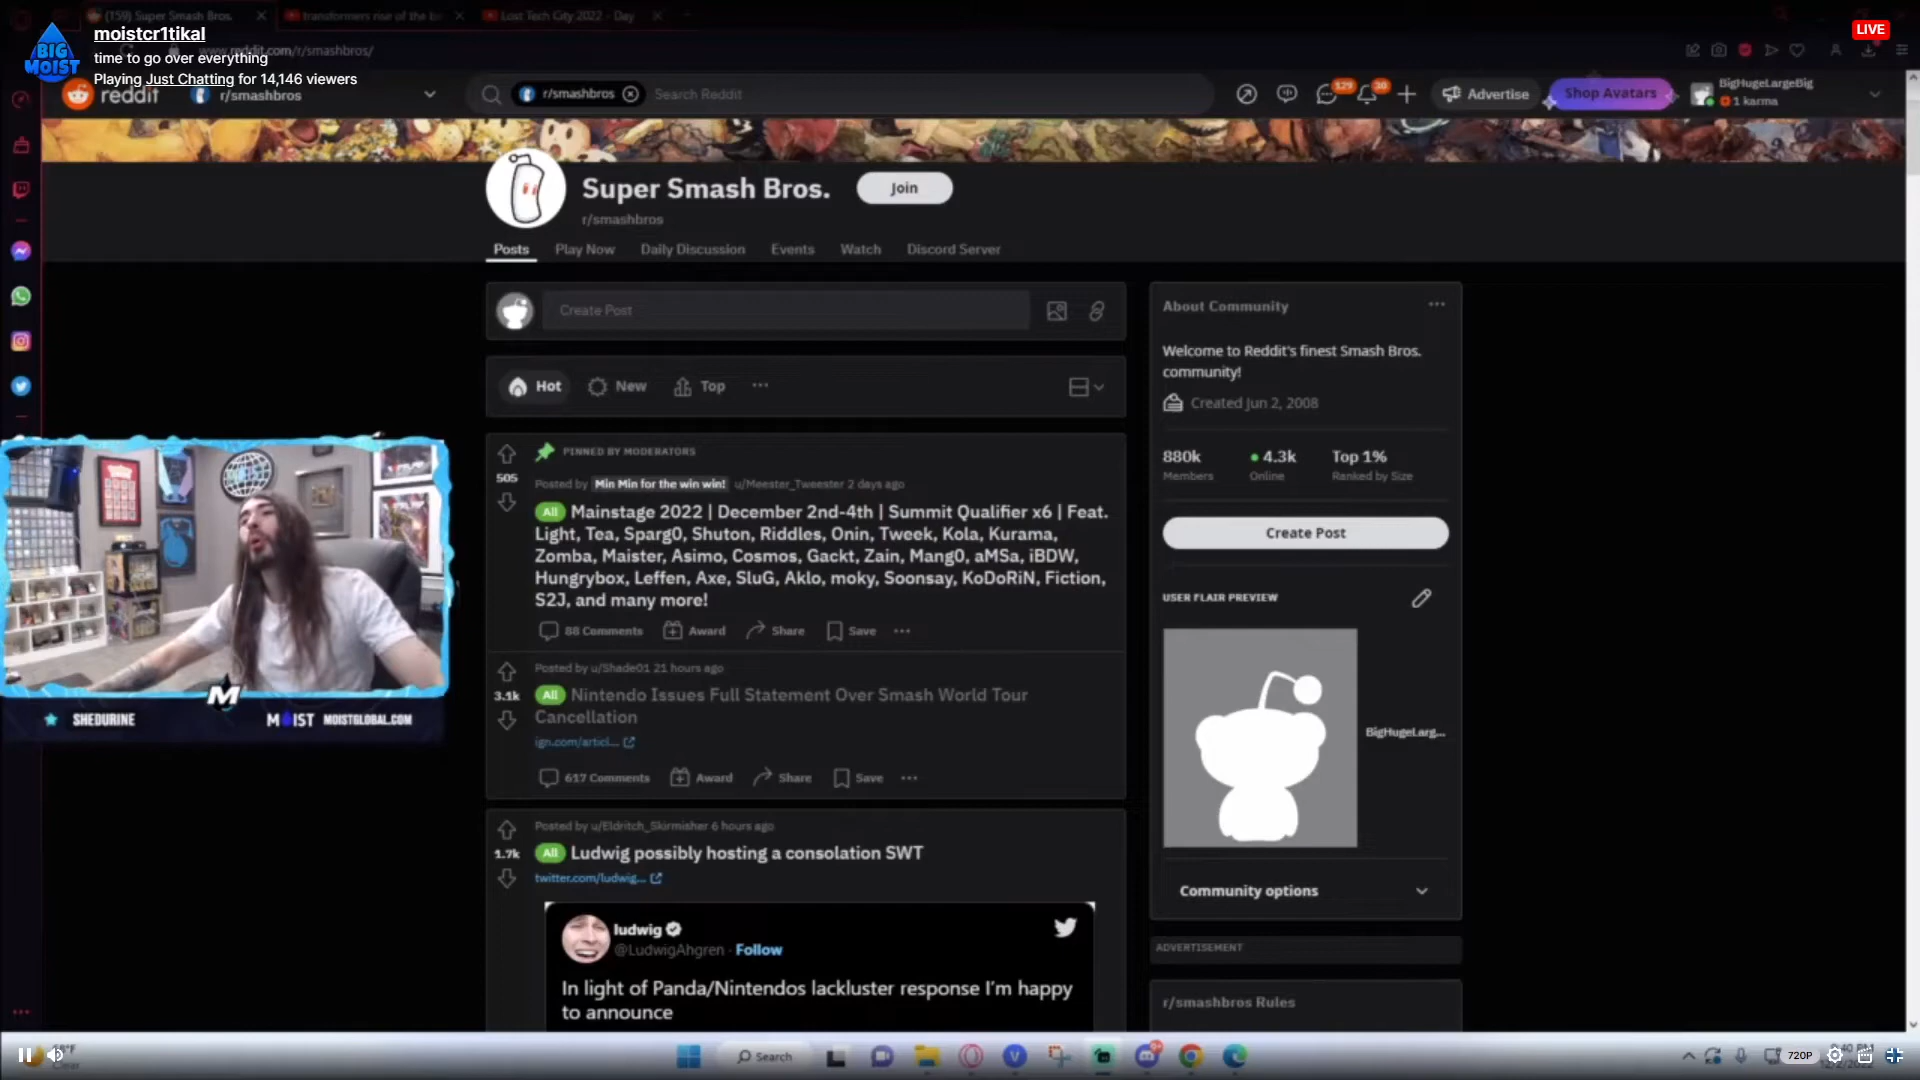 (159) Super Smash Bros.
transformers rise of the be
Lost Tech City 2022 - Day
BIG MOIST
moistcr1tikal
www.reddit.com/r/smashbros/
time to go over everything
Playing Just Chatting for 14,146 viewers
LIVE
reddit
r/smashbros
r/smashbros
Search Reddit
129
30
Advertise
Shop Avatars
BigHugeLargeBig
1 karma
Super Smash Bros.
Join
r/smashbros
Posts
Play Now
Daily Discussion
Events
Watch
Discord Server
Create Post
Hot
New
Top
PINNED BY MODERATORS
505
Posted by Min Min for the win win! u/Meester_Tweester 2 days ago
All Mainstage 2022 | December 2nd-4th | Summit Qualifier x6 | Feat.
Light, Tea, Sparg0, Shuton, Riddles, Onin, Tweek, Kola, Kurama,
Zomba, Maister, Asimo, Cosmos, Gackt, Zain, Mang0, aMSa, iBDW,
Hungrybox, Leffen, Axe, SluG, Aklo, moky, Soonsay, KoDoRiN, Fiction,
S2J, and many more!
88 Comments
Award
Share
Save
Posted by u/Shade01 21 hours ago
3.1k
All Nintendo Issues Full Statement Over Smash World Tour
Cancellation
ign.com/articl...
617 Comments
Award
Share
Save
Posted by u/Eldritch_Skirmisher 6 hours ago
1.7k
All Ludwig possibly hosting a consolation SWT
twitter.com/ludwig...
ludwig
@LudwigAhgren · Follow
In light of Panda/Nintendos lackluster response I'm happy
to announce
About Community
Welcome to Reddit's finest Smash Bros.
community!
Created Jun 2, 2008
880k
4.3k
Top 1%
Members
Online
Ranked by Size
Create Post
USER FLAIR PREVIEW
BigHugeLarg...
Community options
ADVERTISEMENT
r/smashbros Rules
M
SHEDURINE
MOIST
MOISTGLOBAL.COM
Clear
Search
720P